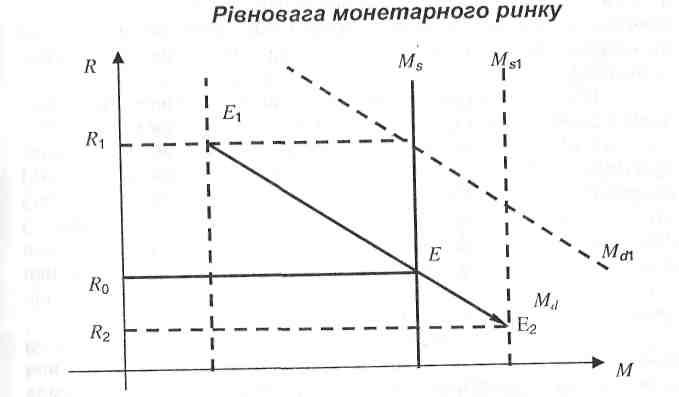 Рівновага монетарного ринку
R
Ms
Ms1
E1
R1
E
Md1
R0
Md
E2
R2
M